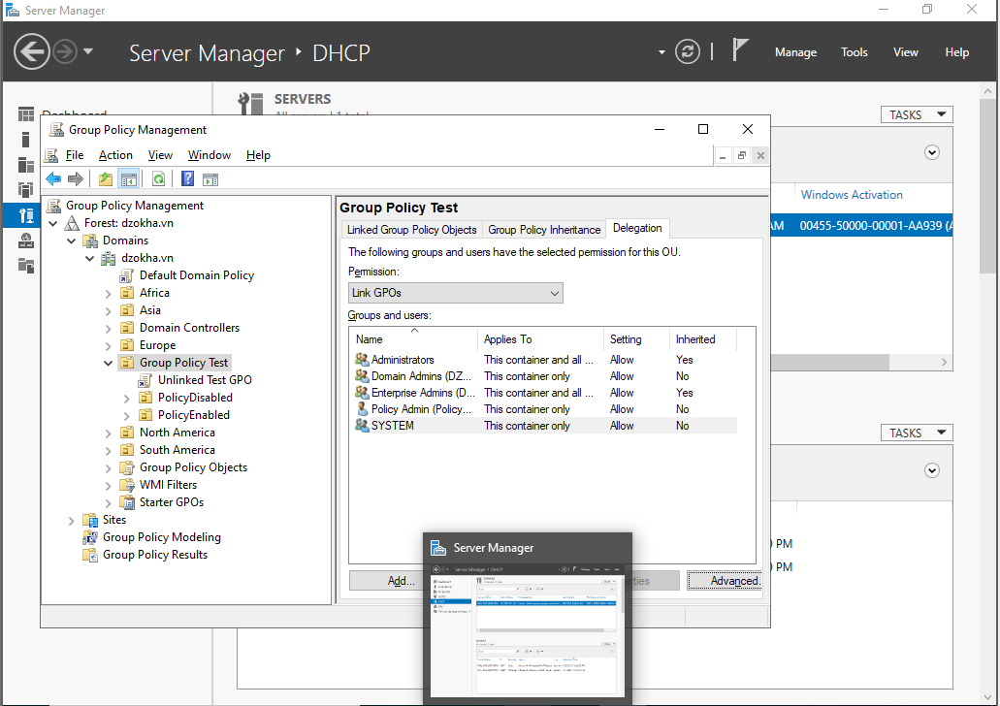 Server Manager
Server Manager ‣ DHCP
Manage Tools View Help
SERVERS
TASKS
Group Policy Management
File Action View Window Help
Windows Activation
AM 00455-50000-00001-AA939 (A
Group Policy Management
Forest: dzokha.vn
Domains
dzokha.vn
Default Domain Policy
Africa
Asia
Domain Controllers
Europe
Group Policy Test
Unlinked Test GPO
PolicyDisabled
PolicyEnabled
North America
South America
Group Policy Objects
WMI Filters
Starter GPOs
Sites
Group Policy Modeling
Group Policy Results
Group Policy Test
Linked Group Policy Objects Group Policy Inheritance Delegation
The following groups and users have the selected permission for this OU.
Permission:
Link GPOs
Groups and users:
Name Applies To Setting Inherited
Administrators This container and all ... Allow Yes
Domain Admins (DZ... This container only Allow No
Enterprise Admins (D... This container and all ... Allow Yes
Policy Admin (Policy... This container only Allow No
SYSTEM This container only Allow No
Add... Advanced...
TASKS
PM
PM
Server Manager
Server Manager ‣ DHCP